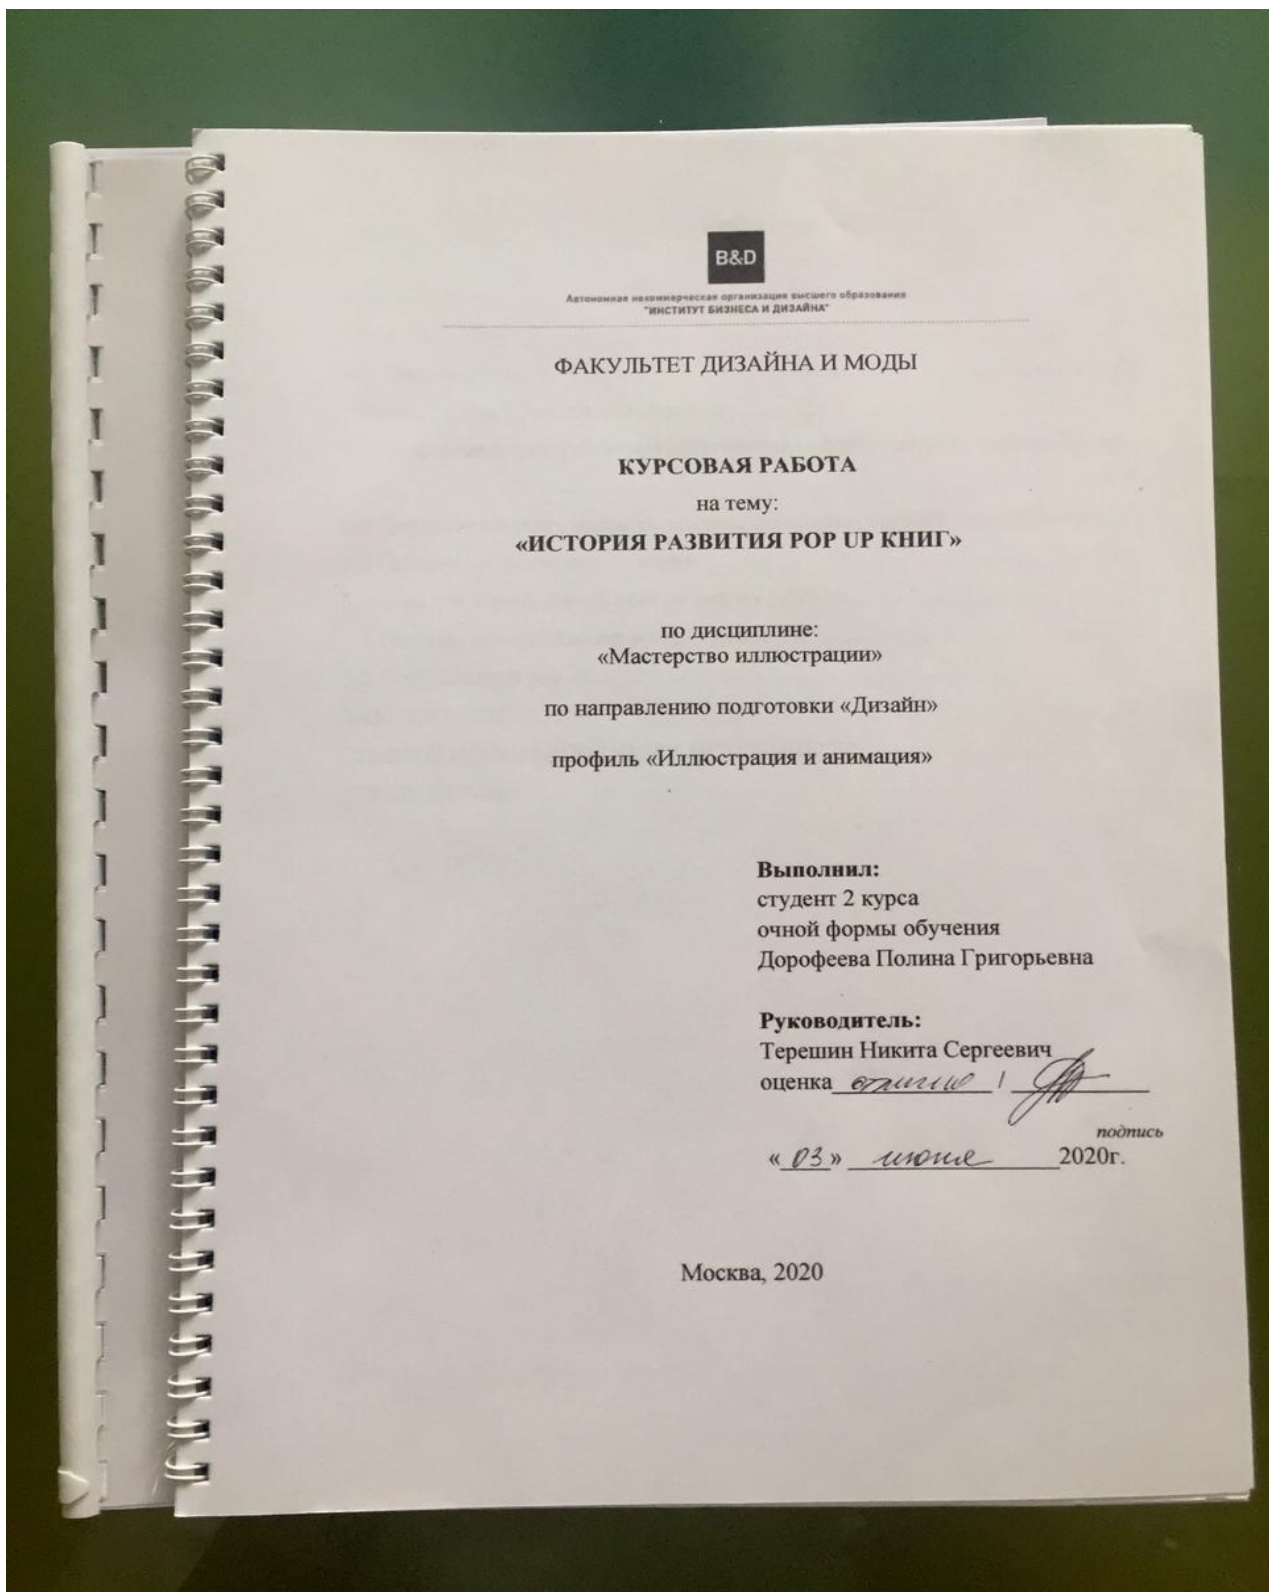 B&D
Автономная некоммерческая организация высшего образования
"ИНСТИТУТ БИЗНЕСА И ДИЗАЙНА"
ФАКУЛЬТЕТ ДИЗАЙНА И МОДЫ
КУРСОВАЯ РАБОТА
на тему:
«ИСТОРИЯ РАЗВИТИЯ POP UP КНИГ»
по дисциплине:
«Мастерство иллюстрации»
по направлению подготовки «Дизайн»
профиль «Иллюстрация и анимация»
Выполнил:
студент 2 курса
очной формы обучения
Дорофеева Полина Григорьевна
Руководитель:
Терешин Никита Сергеевич
оценка отлично /
подпись
«03» июня 2020г.
Москва, 2020